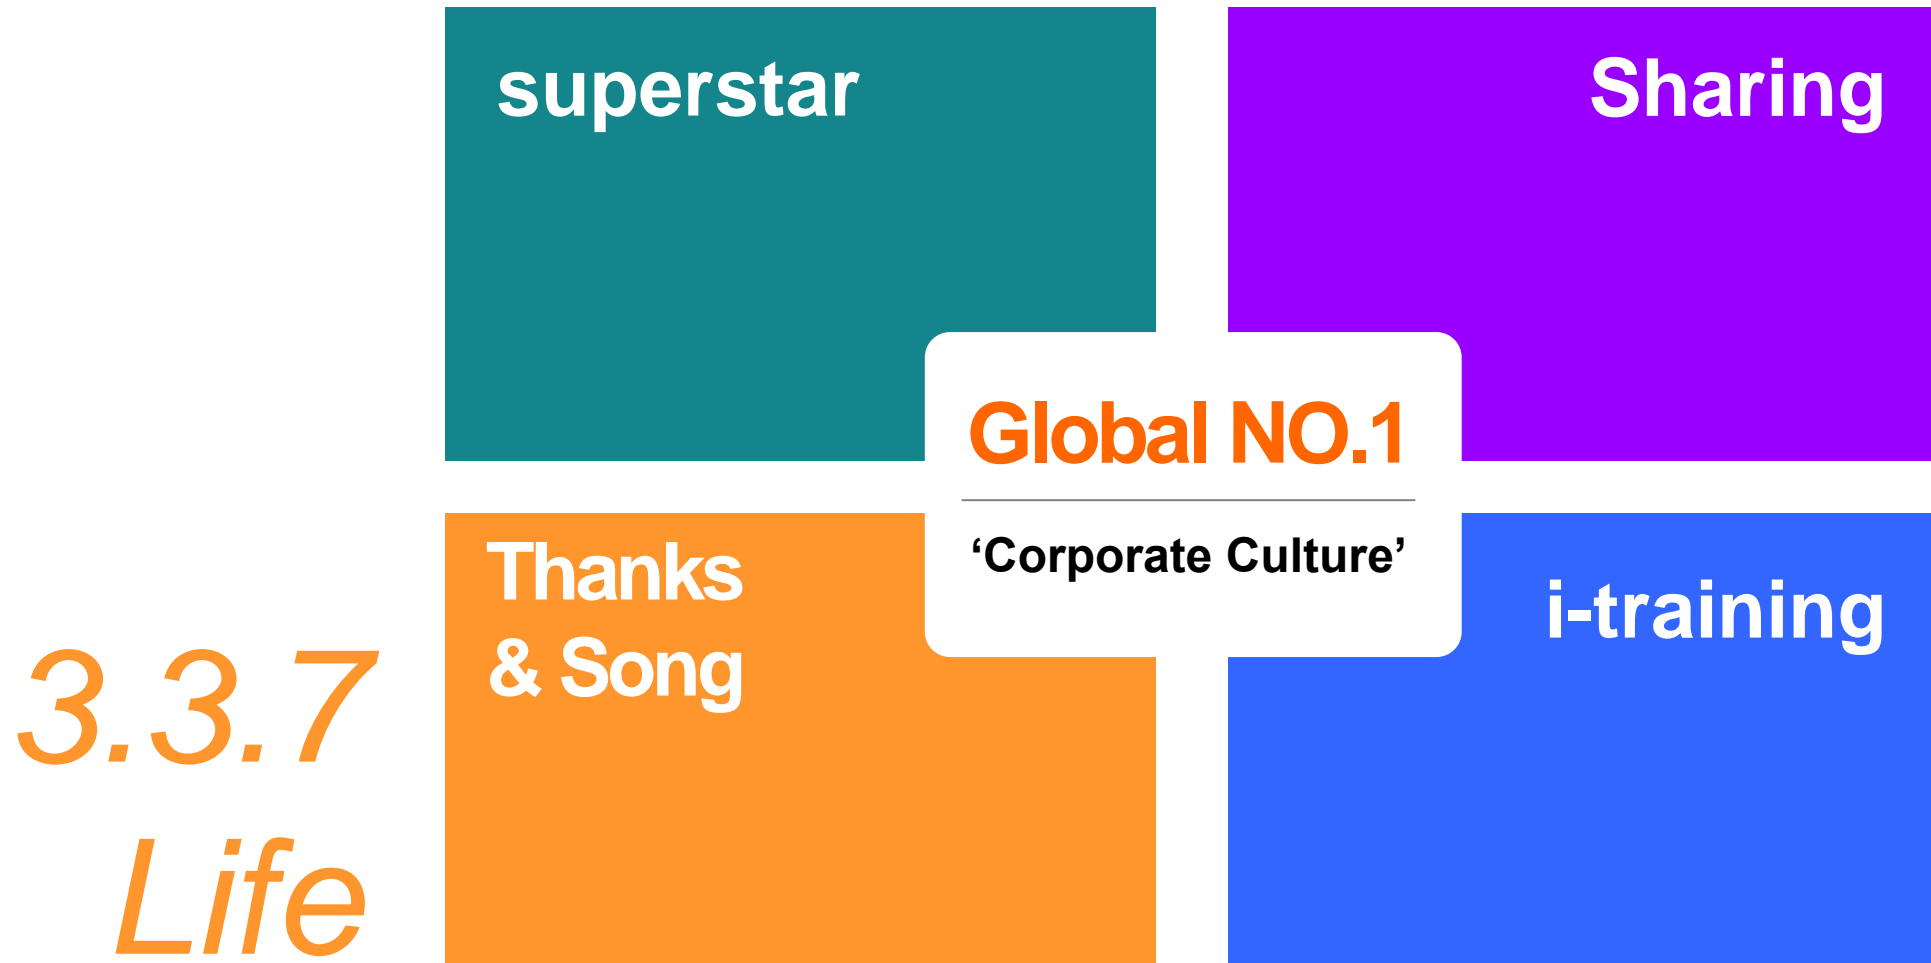 superstar
Sharing
Global NO.1
‘Corporate Culture’
Thanks
& Song
i-training
3.3.7
Life